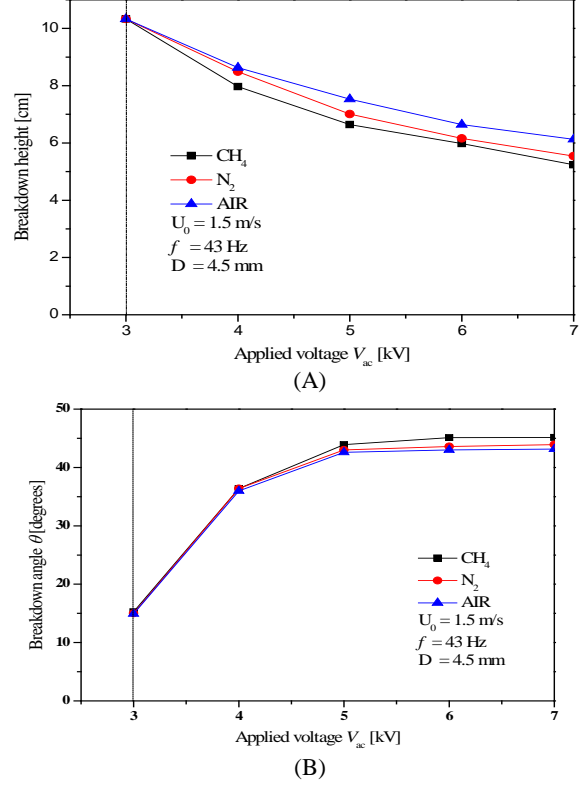 10
8
6
4
2
0
Breakdown height [cm]
CH₄
N₂
AIR
U₀ = 1.5 m/s
f = 43 Hz
D = 4.5 mm
3 4 5 6 7
Applied voltage V_ac [kV]
(A)
50
40
30
20
10
0
Breakdown angle θ [degrees]
CH₄
N₂
AIR
U₀ = 1.5 m/s
f = 43 Hz
D = 4.5 mm
3 4 5 6 7
Applied voltage V_ac [kV]
(B)